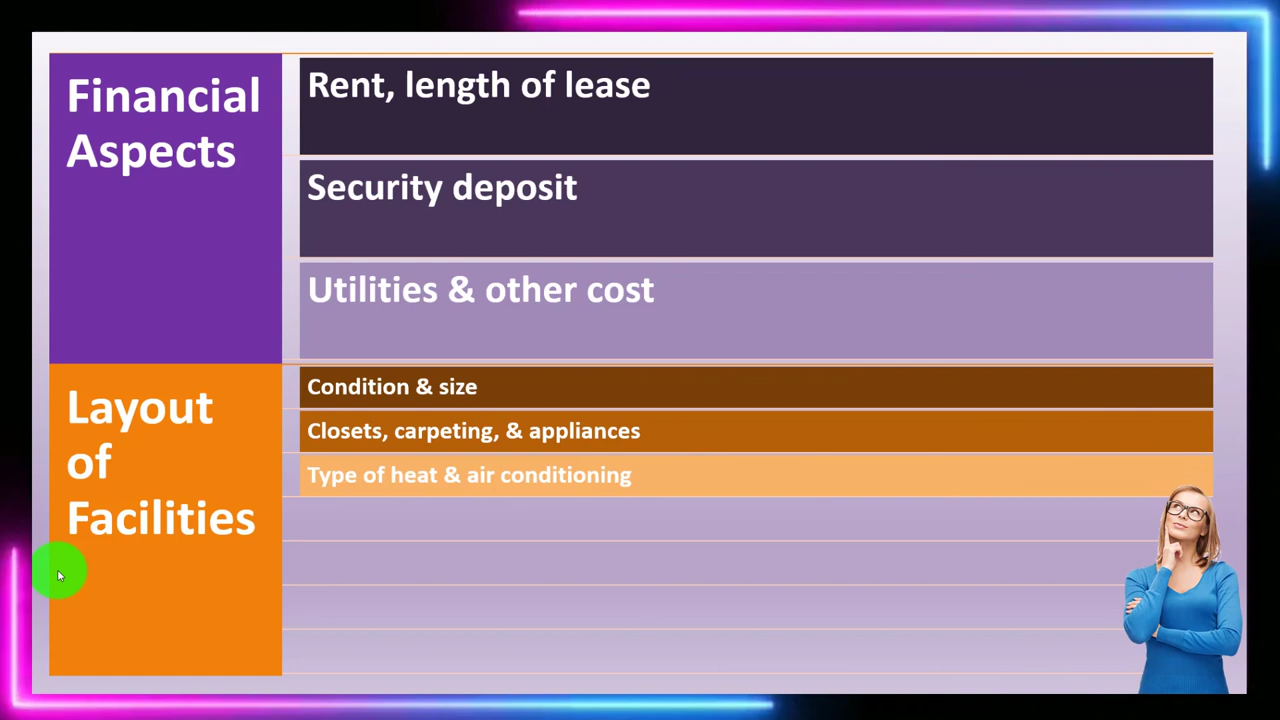 Financial
Aspects
Rent, length of lease
Security deposit
Utilities & other cost
Layout
of
Facilities
Condition & size
Closets, carpeting, & appliances
Type of heat & air conditioning